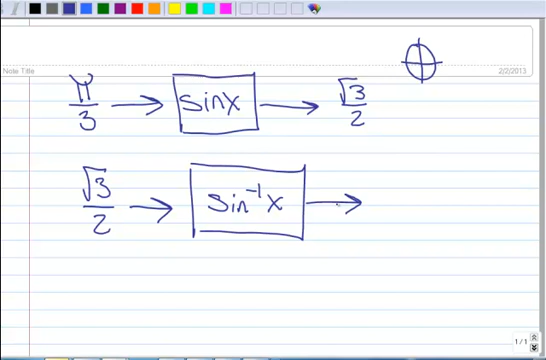 Note Title
2/2/2013
π/3 → sinx → √3/2
√3/2 → sin⁻¹x →
1/1